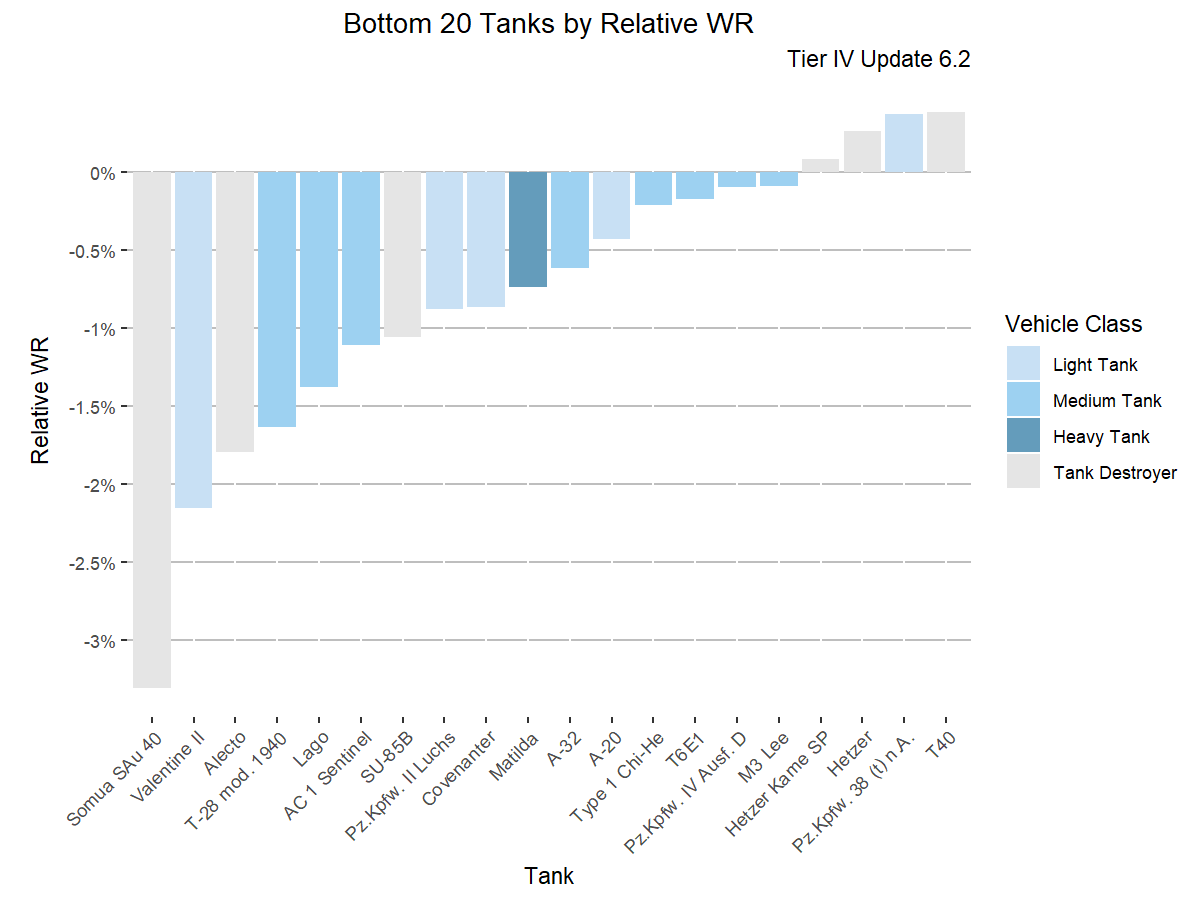 Bottom 20 Tanks by Relative WR
Tier IV Update 6.2
Relative WR
0%
-0.5%
-1%
-1.5%
-2%
-2.5%
-3%
Somua SAu 40
Valentine II
Alecto
T-28 mod. 1940
Lago
AC 1 Sentinel
SU-85B
Pz.Kpfw. II Luchs
Covenanter
Matilda
A-32
A-20
Type 1 Chi-He
T6E1
Pz.Kpfw. IV Ausf. D
M3 Lee
Hetzer Kame SP
Hetzer
Pz.Kpfw. 38 (t) n.A.
T40
Tank
Vehicle Class
Light Tank
Medium Tank
Heavy Tank
Tank Destroyer